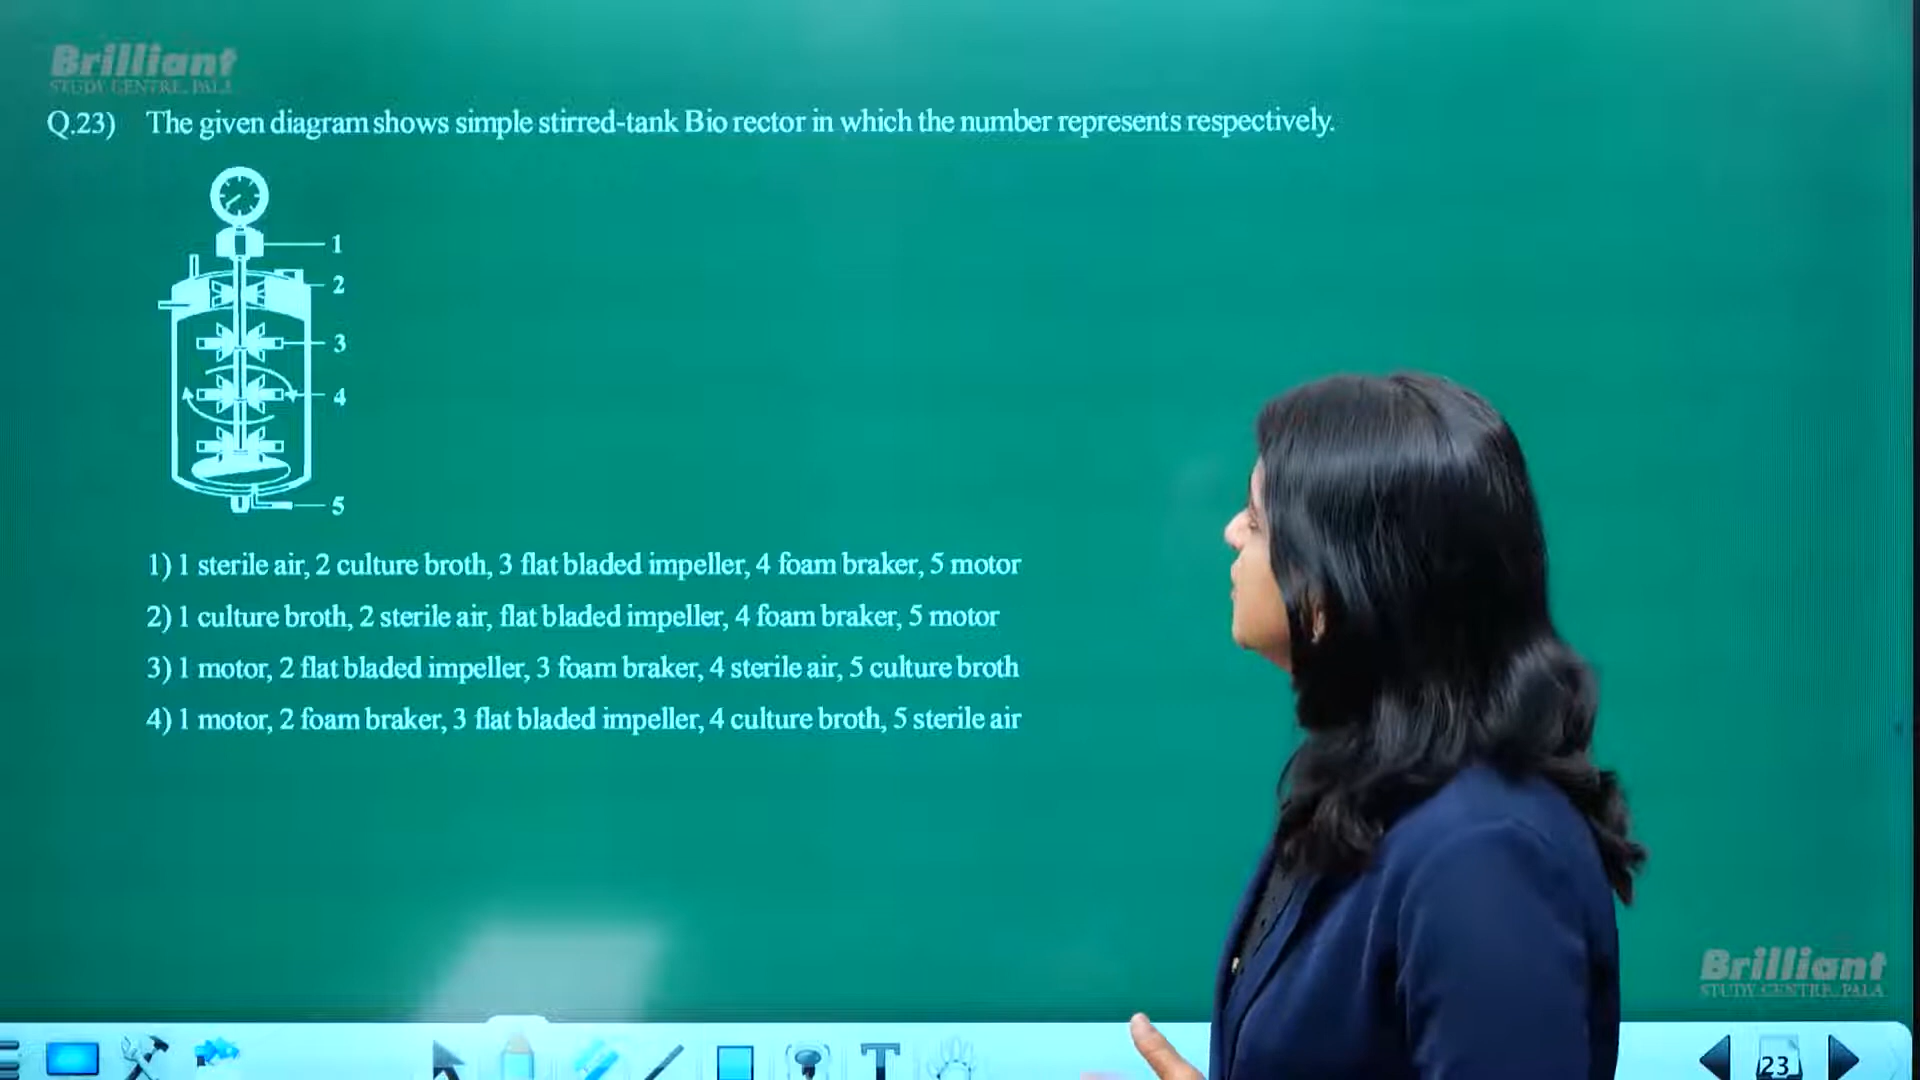 Brilliant
STUDY CENTRE, PALA
Q.23) The given diagram shows simple stirred-tank Bio rector in which the number represents respectively.
1
2
3
4
5
1) 1 sterile air, 2 culture broth, 3 flat bladed impeller, 4 foam braker, 5 motor
2) 1 culture broth, 2 sterile air, flat bladed impeller, 4 foam braker, 5 motor
3) 1 motor, 2 flat bladed impeller, 3 foam braker, 4 sterile air, 5 culture broth
4) 1 motor, 2 foam braker, 3 flat bladed impeller, 4 culture broth, 5 sterile air
Brilliant
STUDY CENTRE, PALA
T
23